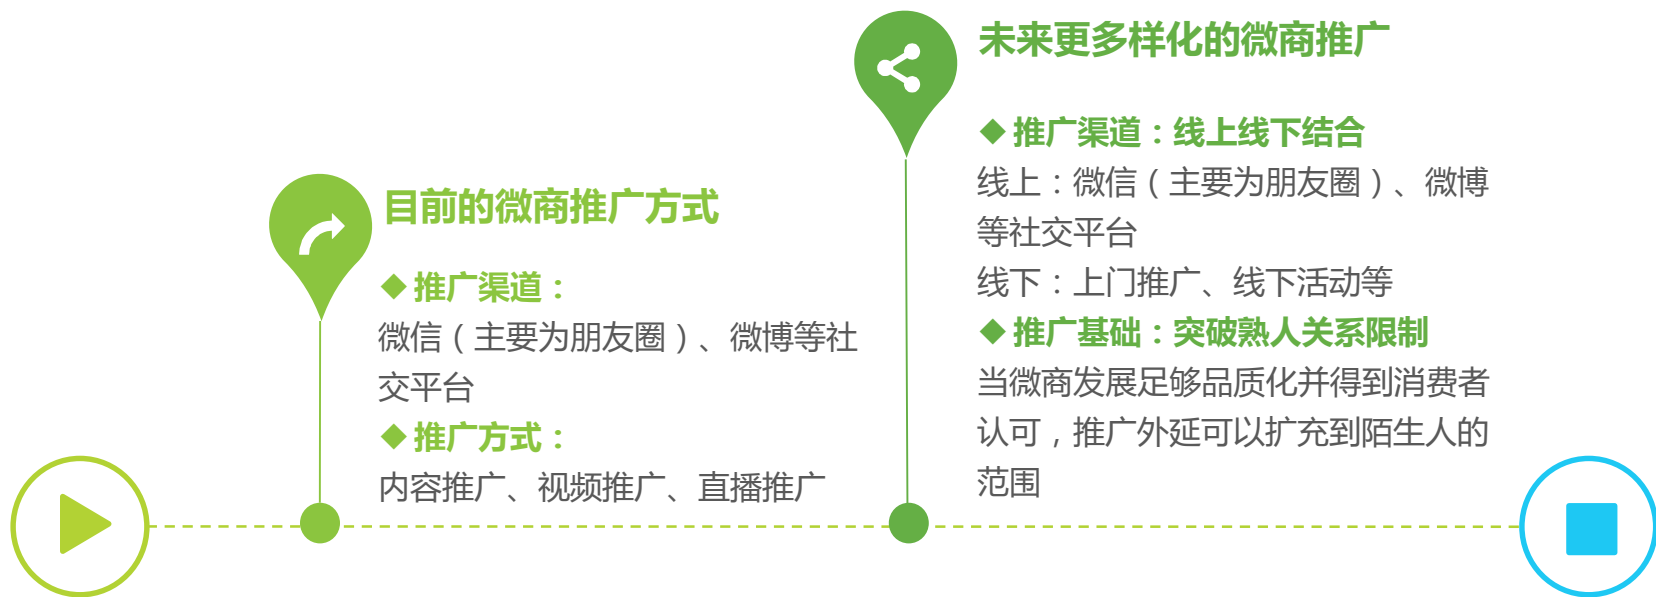 目前的微商推广方式
◆推广渠道：
微信（主要为朋友圈）、微博等社
交平台
◆推广方式：
内容推广、视频推广、直播推广
未来更多样化的微商推广
◆推广渠道：线上线下结合
线上：微信（主要为朋友圈）、微博
等社交平台
线下：上门推广、线下活动等
◆推广基础：突破熟人关系限制
当微商发展足够品质化并得到消费者
认可，推广外延可以扩充到陌生人的
范围